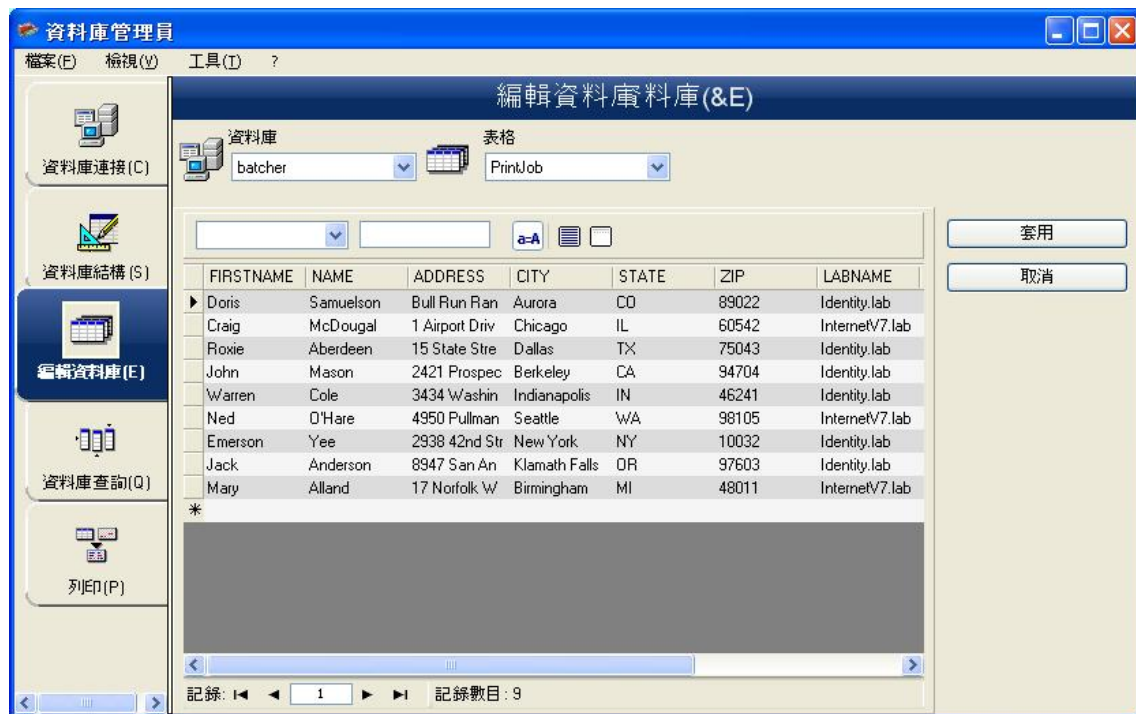 資料庫管理員
檔案(F) 檢視(V) 工具(T) ?
編輯資料庫料庫(&E)
資料庫連接(C)
資料庫結構(S)
編輯資料庫(E)
資料庫查詢(Q)
列印(P)
資料庫 表格
batcher PrintJob
a=A
套用
取消
FIRSTNAME NAME ADDRESS CITY STATE ZIP LABNAME
Doris Samuelson Bull Run Ran Aurora CO 89022 Identity.lab
Craig McDougal 1 Airport Driv Chicago IL 60542 InternetV7.lab
Roxie Aberdeen 15 State Stre Dallas TX 75043 Identity.lab
John Mason 2421 Prospec Berkeley CA 94704 Identity.lab
Warren Cole 3434 Washin Indianapolis IN 46241 Identity.lab
Ned O'Hare 4950 Pullman Seattle WA 98105 InternetV7.lab
Emerson Yee 2938 42nd Str New York NY 10032 Identity.lab
Jack Anderson 8947 San An Klamath Falls OR 97603 Identity.lab
Mary Alland 17 Norfolk W Birmingham MI 48011 InternetV7.lab
記錄: 1 記錄數目: 9